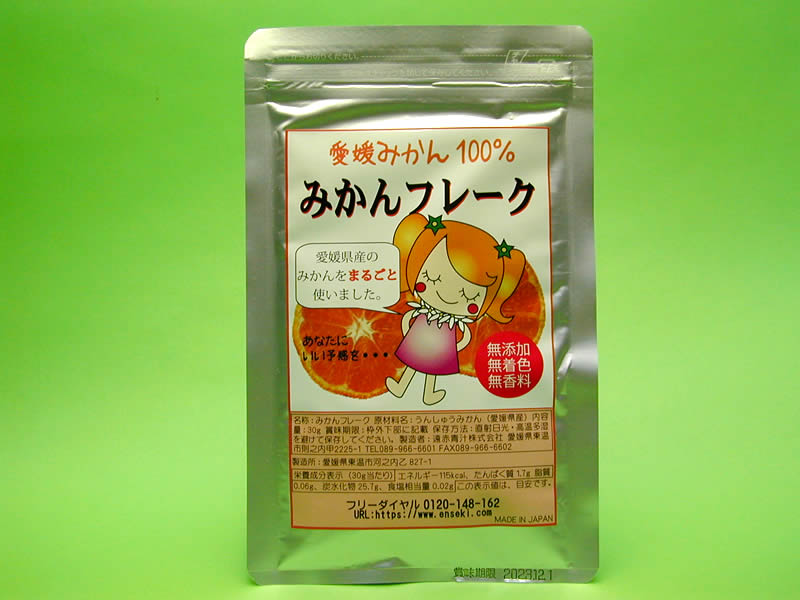 愛媛みかん 100%
みかんフレーク
愛媛県産の
みかんをまるごと
使いました。
あなたに
いい予感を・・・
無添加
無着色
無香料
名称：みかんフレーク 原材料名：うんしゅうみかん（愛媛県産）内容
量：30g 賞味期限：枠外下部に記載 保存方法：直射日光・高温多湿
を避けて保存してください。製造者：遠赤青汁株式会社 愛媛県東温
市則之内甲2225-1 TEL089-966-6601 FAX089-966-6602
製造所：愛媛県東温市河之内乙 827-1
栄養成分表示（30g当たり） エネルギー115kcal、たんぱく質 1.7g 脂質
0.06g、炭水化物 25.7g、食塩相当量 0.02g この表示値は、目安です。
フリーダイヤル 0120-148-162
URL:https://www.enseki.com
MADE IN JAPAN
賞味期限 2023.12.1